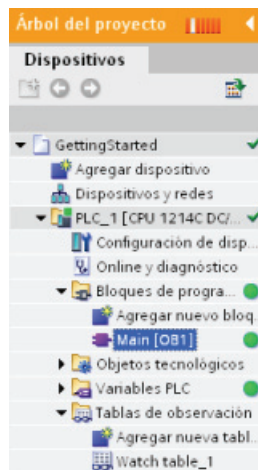 Árbol del proyecto
Dispositivos
GettingStarted
Agregar dispositivo
Dispositivos y redes
PLC_1 [CPU 1214C DC/...
Configuración de disp...
Online y diagnóstico
Bloques de progra...
Agregar nuevo bloq.
Main [OB1]
Objetos tecnológicos
Variables PLC
Tablas de observación
Agregar nueva tabl..
Watch table_1